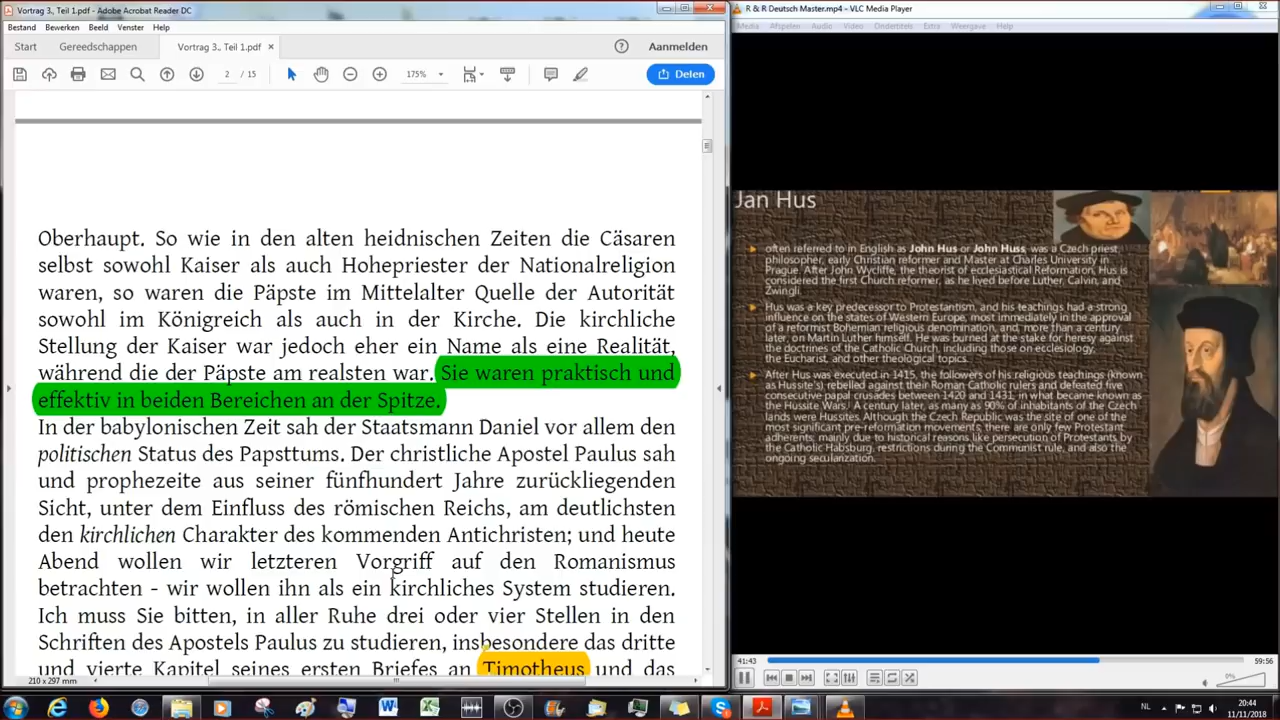 Vortrag 3., Teil 1.pdf - Adobe Acrobat Reader DC
Bestand Bewerken Beeld Venster Help
Start Gereedschappen Vortrag 3., Teil 1.pdf × Aanmelden
2 / 15 175% Delen
Oberhaupt. So wie in den alten heidnischen Zeiten die Cäsaren
selbst sowohl Kaiser als auch Hohepriester der Nationalreligion
waren, so waren die Päpste im Mittelalter Quelle der Autorität
sowohl im Königreich als auch in der Kirche. Die kirchliche
Stellung der Kaiser war jedoch eher ein Name als eine Realität,
während die der Päpste am realsten war. Sie waren praktisch und
effektiv in beiden Bereichen an der Spitze.
In der babylonischen Zeit sah der Staatsmann Daniel vor allem den
politischen Status des Papsttums. Der christliche Apostel Paulus sah
und prophezeite aus seiner fünfhundert Jahre zurückliegenden
Sicht, unter dem Einfluss des römischen Reichs, am deutlichsten
den kirchlichen Charakter des kommenden Antichristen; und heute
Abend wollen wir letzteren Vorgriff auf den Romanismus
betrachten - wir wollen ihn als ein kirchliches System studieren.
Ich muss Sie bitten, in aller Ruhe drei oder vier Stellen in den
Schriften des Apostels Paulus zu studieren, insbesondere das dritte
und vierte Kapitel seines ersten Briefes an Timotheus und das
210 x 297 mm
R & R Deutsch Master.mp4 - VLC Media Player
Media Afspelen Audio Video Ondertiteling Extra Weergave Help
Jan Hus
often referred to in English as John Hus or John Huss, was a Czech priest,
philosopher, early Christian reformer and Master at Charles University in
Prague. After John Wycliffe, the theorist of ecclesiastical Reformation, Hus is
considered the first Church reformer, as he lived before Luther, Calvin, and
Zwingli.
Hus was a key predecessor to Protestantism, and his teachings had a strong
influence on the states of Western Europe, most immediately in the approval
of a reformist Bohemian religious denomination, and, more than a century
later, on Martin Luther himself. He was burned at the stake for heresy against
the doctrines of the Catholic Church, including those on ecclesiology,
the Eucharist, and other theological topics.
After Hus was executed in 1415, the followers of his religious teachings (known
as Hussites) rebelled against their Roman Catholic rulers and defeated five
consecutive papal crusades between 1420 and 1431, in what became known as
the Hussite Wars. A century later, as many as 90% of inhabitants of the Czech
lands were Hussites. Although the Czech Republic was the site of one of the
most significant pre-reformation movements, there are only few Protestant
adherents; mainly due to historical reasons like persecution of Protestants by
the Catholic Habsburg, restrictions during the Communist rule, and also the
ongoing secularization.
41:43 59:56
0%
NL 20:44
11/11/2018